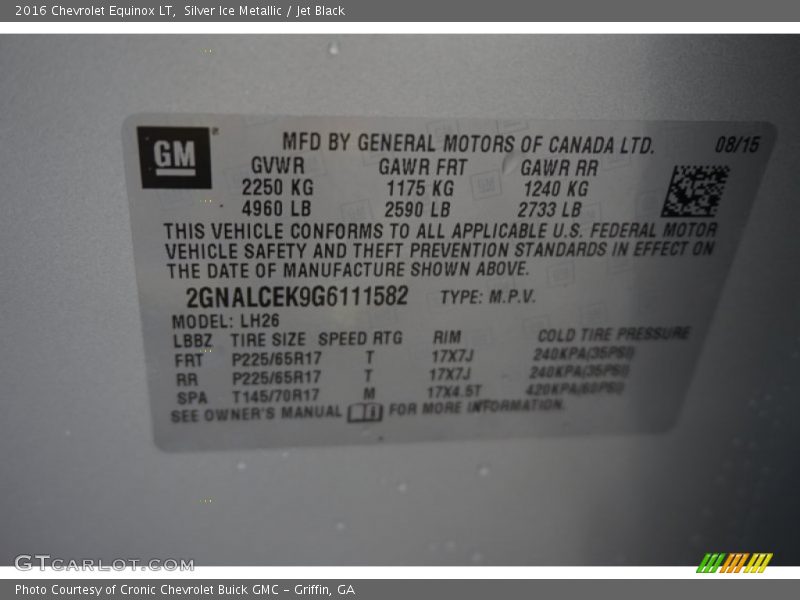 2016 Chevrolet Equinox LT,  Silver Ice Metallic / Jet Black
GM
MFD BY GENERAL MOTORS OF CANADA LTD. 08/15
GVWR GAWR FRT GAWR RR
2250 KG 1175 KG 1240 KG
4960 LB 2590 LB 2733 LB
THIS VEHICLE CONFORMS TO ALL APPLICABLE U.S. FEDERAL MOTOR
VEHICLE SAFETY AND THEFT PREVENTION STANDARDS IN EFFECT ON
THE DATE OF MANUFACTURE SHOWN ABOVE.
2GNALCEK9G6111582 TYPE: M.P.V.
MODEL: LH26
LBBZ TIRE SIZE SPEED RTG RIM COLD TIRE PRESSURE
FRT P225/65R17 T 17X7J 240KPA(35PSI)
RR P225/65R17 T 17X7J 240KPA(35PSI)
SPA T145/70R17 M 17X4.5T 420KPA(60PSI)
SEE OWNER'S MANUAL FOR MORE INFORMATION.
GTCARLOT.COM
Photo Courtesy of Cronic Chevrolet Buick GMC – Griffin, GA